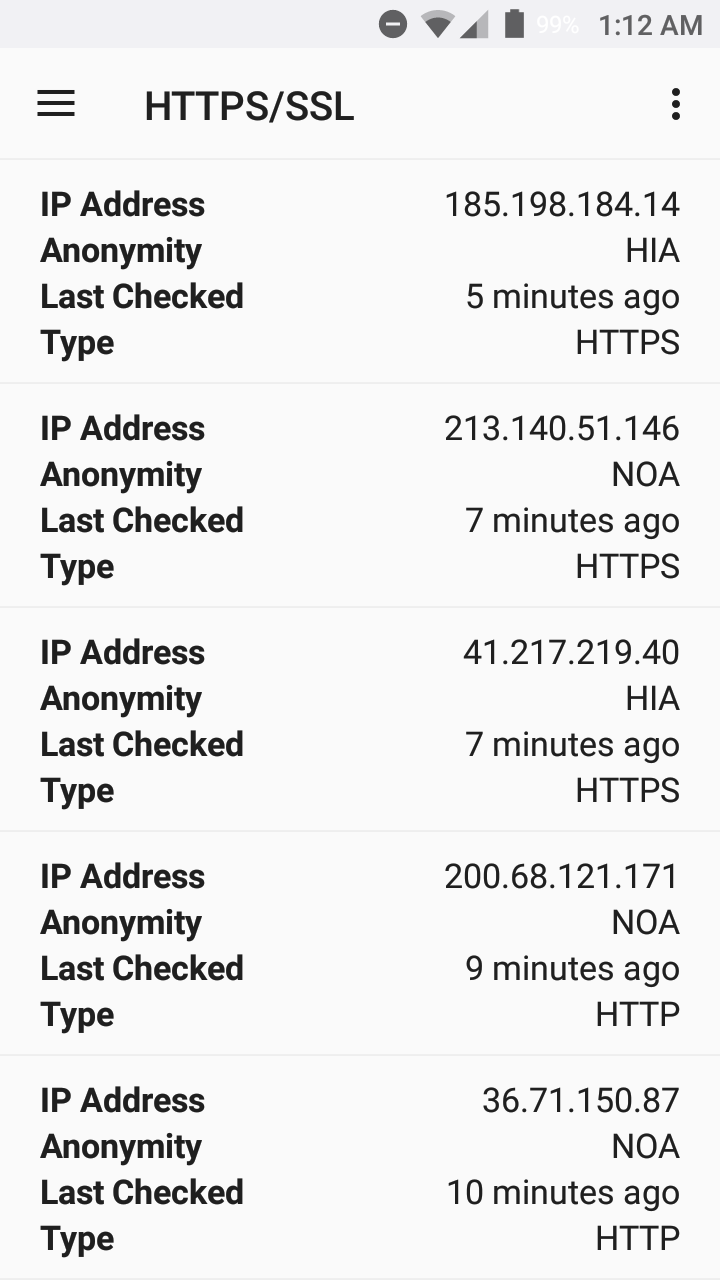 99% 1:12 AM
HTTPS/SSL
IP Address 185.198.184.14
Anonymity HIA
Last Checked 5 minutes ago
Type HTTPS
IP Address 213.140.51.146
Anonymity NOA
Last Checked 7 minutes ago
Type HTTPS
IP Address 41.217.219.40
Anonymity HIA
Last Checked 7 minutes ago
Type HTTPS
IP Address 200.68.121.171
Anonymity NOA
Last Checked 9 minutes ago
Type HTTP
IP Address 36.71.150.87
Anonymity NOA
Last Checked 10 minutes ago
Type HTTP